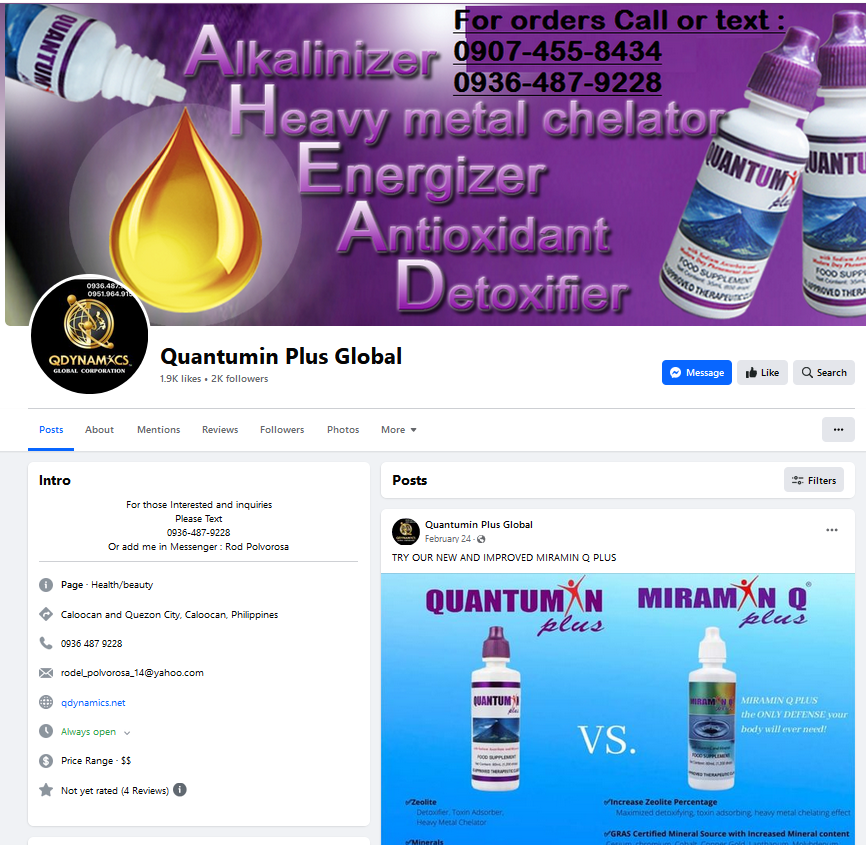 For orders Call or text :
0907-455-8434
0936-487-9228
Alkalinizer
Heavy metal chelator
Energizer
Antioxidant
Detoxifier
QUANTUMIN
plus
FOOD SUPPLEMENT
QDYNAMICS
GLOBAL CORPORATION
Quantumin Plus Global
1.9K likes • 2K followers
Message
Like
Search
Posts
About
Mentions
Reviews
Followers
Photos
More
Intro
For those Interested and inquiries
Please Text
0936-487-9228
Or add me in Messenger : Rod Polvorosa
Page · Health/beauty
Caloocan and Quezon City, Caloocan, Philippines
0936 487 9228
rodel_polvorosa_14@yahoo.com
qdynamics.net
Always open
Price Range · $$
Not yet rated (4 Reviews)
Posts
Filters
Quantumin Plus Global
February 24 ·
TRY OUR NEW AND IMPROVED MIRAMIN Q PLUS
QUANTUMIN
plus
MIRAMIN Q®
plus
QUANTUMIN
plus
FOOD SUPPLEMENT
VS.
MIRAMIN Q
FOOD SUPPLEMENT
MIRAMIN Q PLUS
the ONLY DEFENSE your
body will ever need!
✔Zeolite
Detoxifier, Toxin Adsorber,
Heavy Metal Chelator
✔Minerals
✔Increase Zeolite Percentage
Maximized detoxifying, toxin adsorbing, heavy metal chelating effect
✔GRAS Certified Mineral Source with increased Mineral content